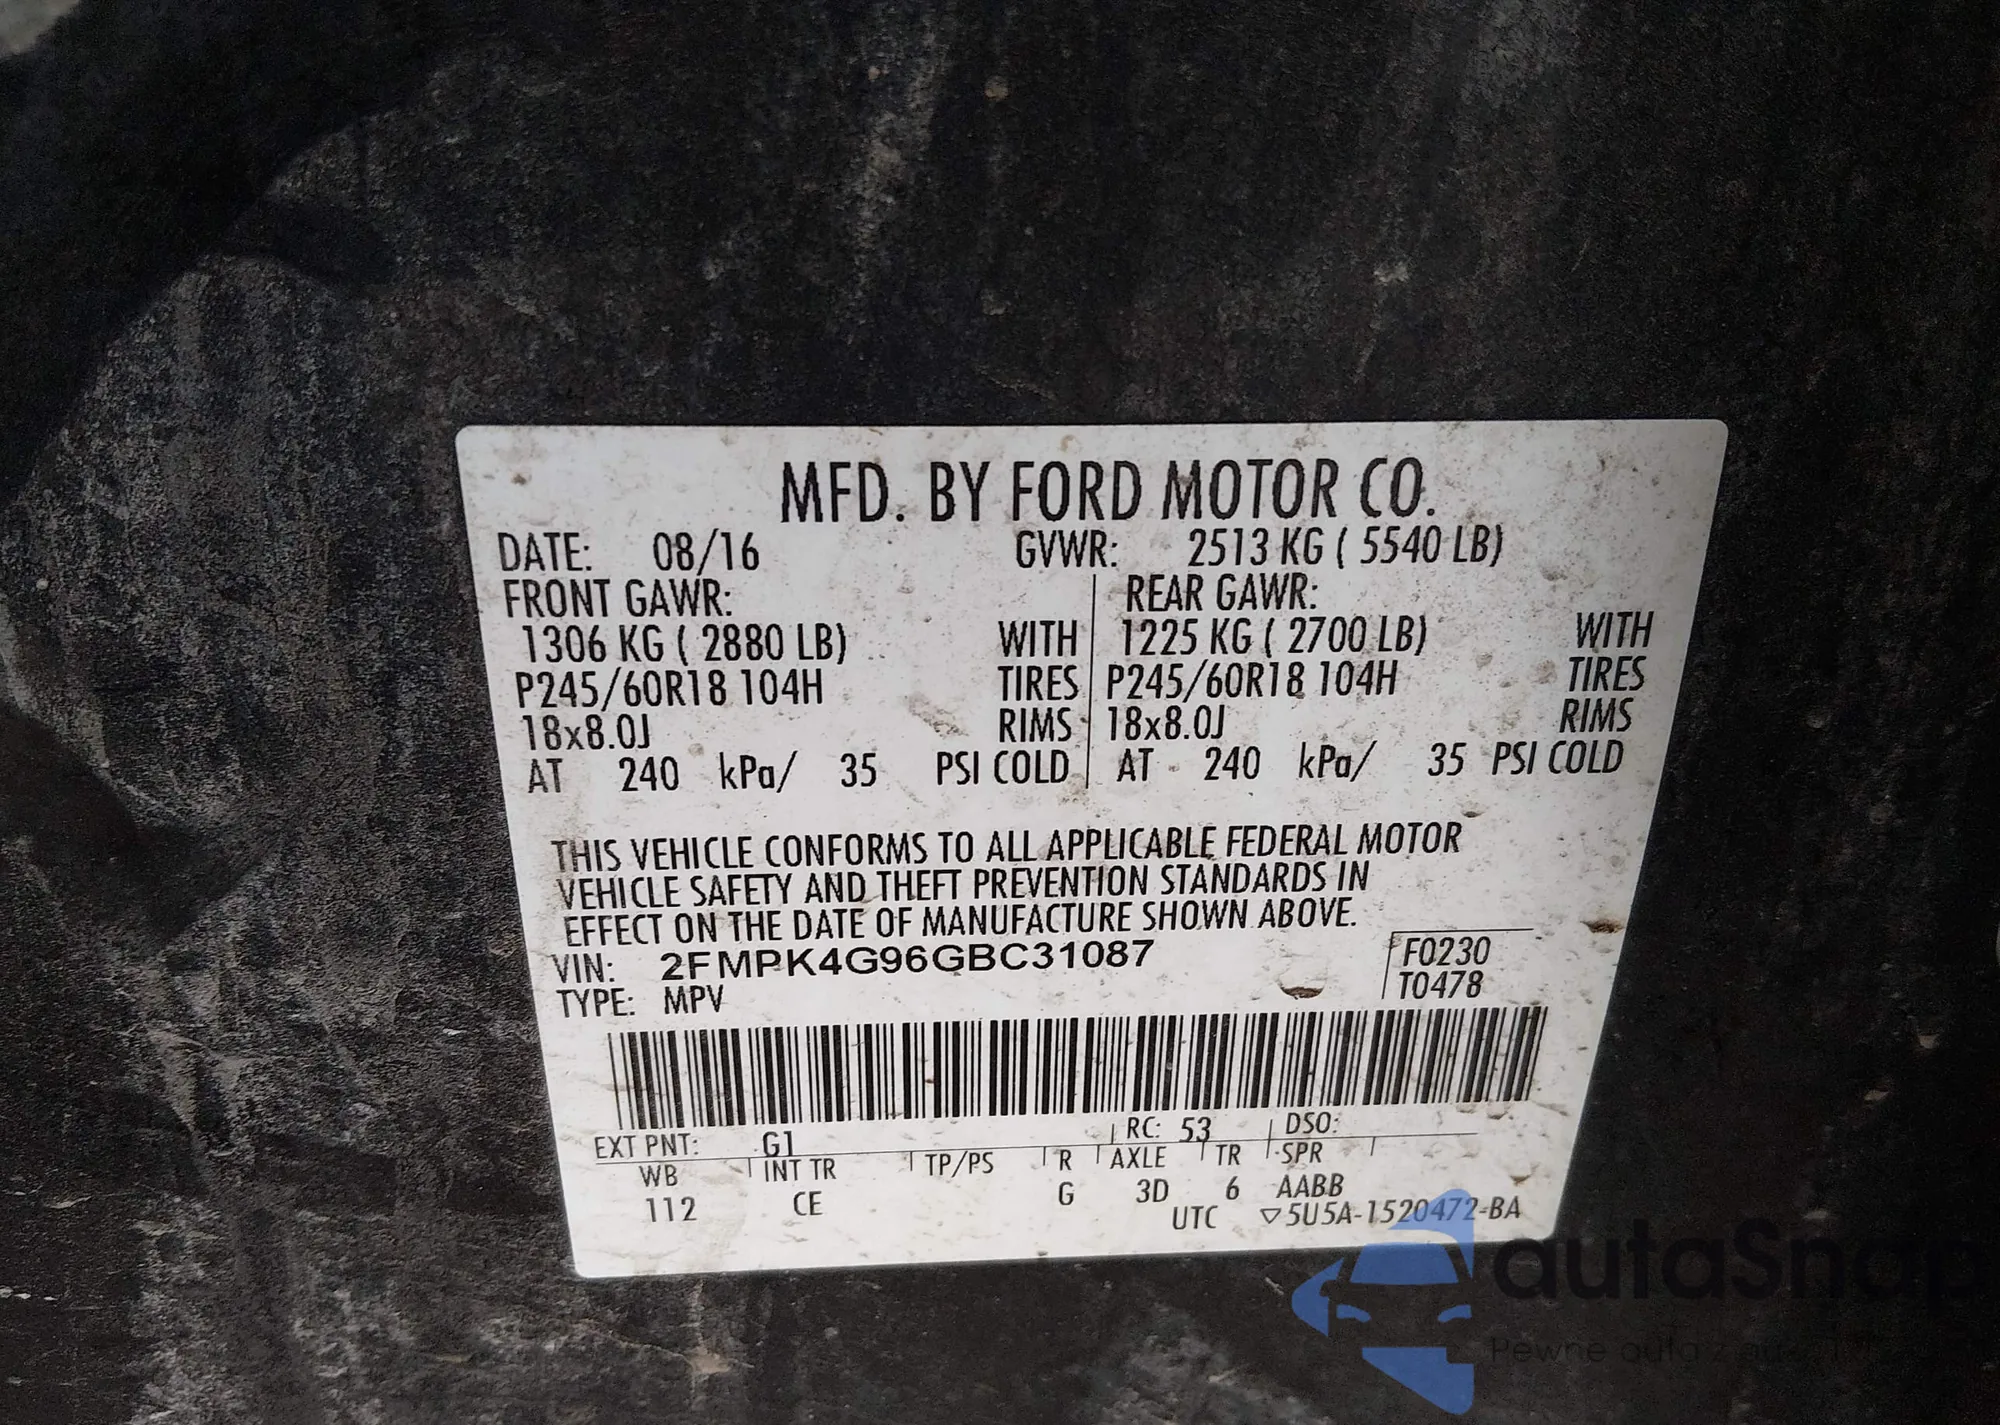 MFD. BY FORD MOTOR CO.
DATE: 08/16 GVWR: 2513 KG ( 5540 LB)
FRONT GAWR: REAR GAWR:
1306 KG ( 2880 LB) WITH 1225 KG ( 2700 LB) WITH
P245/60R18 104H TIRES P245/60R18 104H TIRES
18x8.0J RIMS 18x8.0J RIMS
AT 240 kPa/ 35 PSI COLD AT 240 kPa/ 35 PSI COLD
THIS VEHICLE CONFORMS TO ALL APPLICABLE FEDERAL MOTOR
VEHICLE SAFETY AND THEFT PREVENTION STANDARDS IN
EFFECT ON THE DATE OF MANUFACTURE SHOWN ABOVE.
VIN: 2FMPK4G96GBC31087 F0230
TYPE: MPV T0478
EXT PNT: G1 RC: 53 DSO:
WB INT TR TP/PS R AXLE TR SPR
112 CE G 3D 6 AABB
UTC ▽5U5A-1520472-BA
autaSnap
Pewne auta z